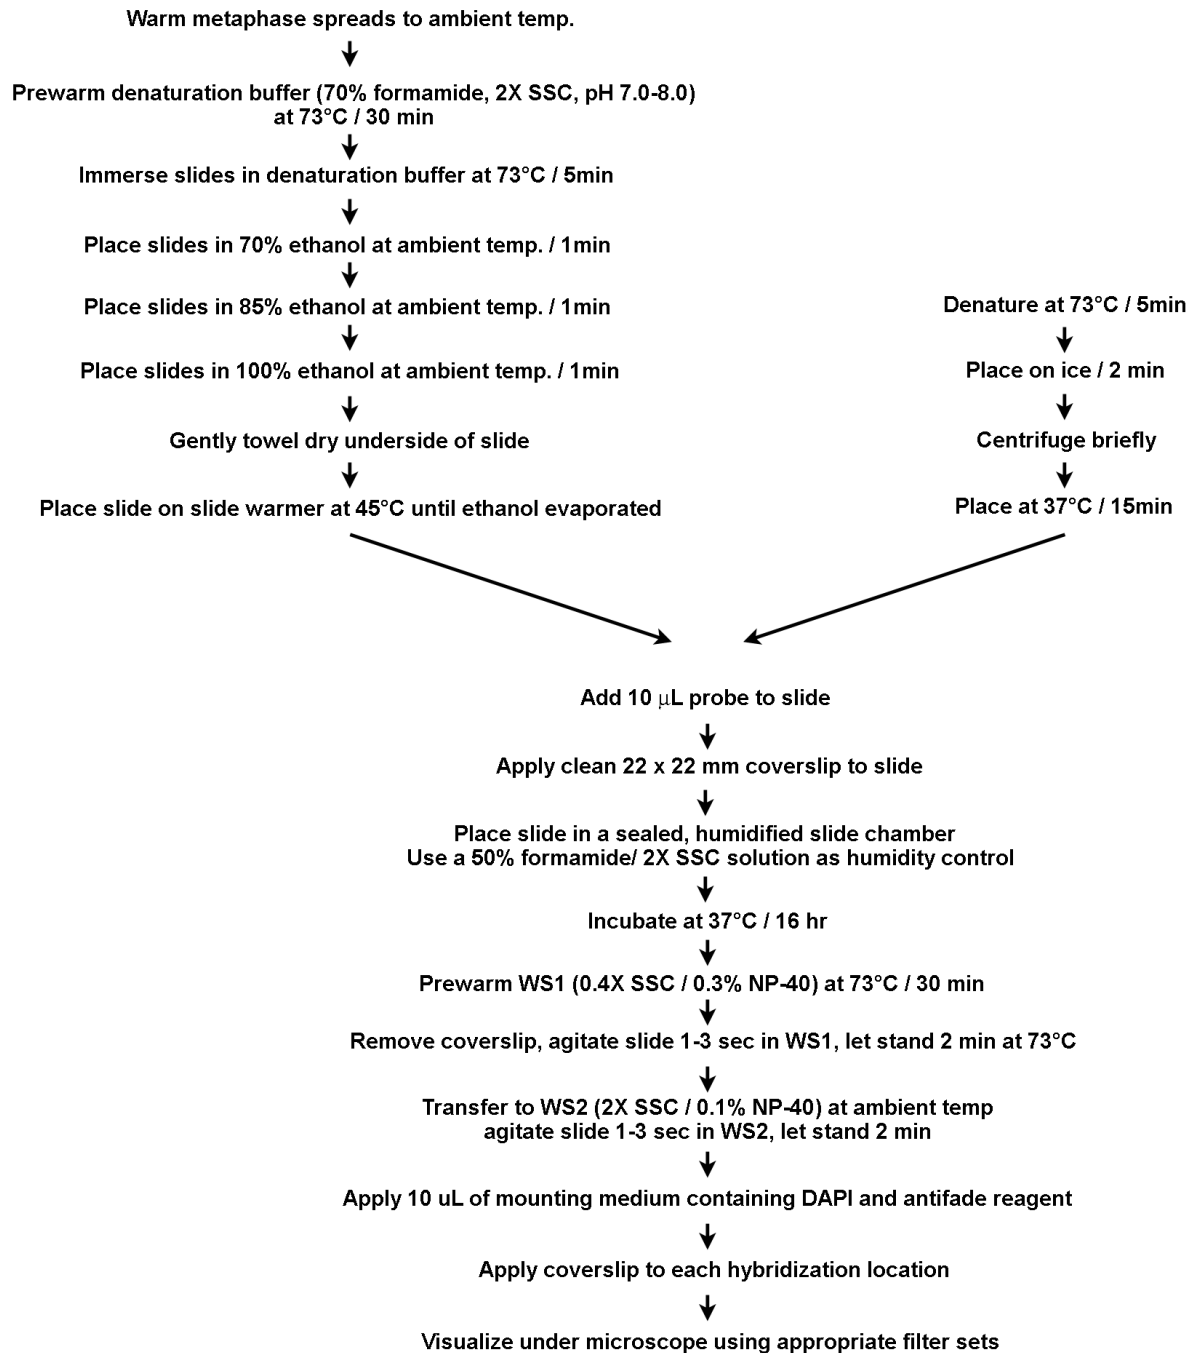 Warm metaphase spreads to ambient temp.
Prewarm denaturation buffer (70% formamide, 2X SSC, pH 7.0-8.0)
at 73°C / 30 min
Immerse slides in denaturation buffer at 73°C / 5min
Place slides in 70% ethanol at ambient temp. / 1min
Place slides in 85% ethanol at ambient temp. / 1min
Place slides in 100% ethanol at ambient temp. / 1min
Gently towel dry underside of slide
Place slide on slide warmer at 45°C until ethanol evaporated
Denature at 73°C / 5min
Place on ice / 2 min
Centrifuge briefly
Place at 37°C / 15min
Add 10 μL probe to slide
Apply clean 22 x 22 mm coverslip to slide
Place slide in a sealed, humidified slide chamber
Use a 50% formamide/ 2X SSC solution as humidity control
Incubate at 37°C / 16 hr
Prewarm WS1 (0.4X SSC / 0.3% NP-40) at 73°C / 30 min
Remove coverslip, agitate slide 1-3 sec in WS1, let stand 2 min at 73°C
Transfer to WS2 (2X SSC / 0.1% NP-40) at ambient temp
agitate slide 1-3 sec in WS2, let stand 2 min
Apply 10 uL of mounting medium containing DAPI and antifade reagent
Apply coverslip to each hybridization location
Visualize under microscope using appropriate filter sets